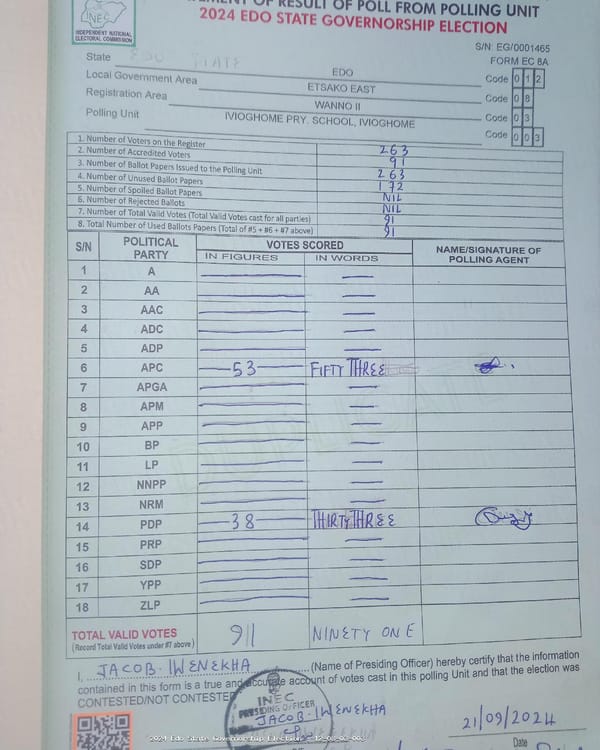 INEC
INDEPENDENT NATIONAL
ELECTORAL COMMISSION
OF RESULT OF POLL FROM POLLING UNIT
2024 EDO STATE GOVERNORSHIP ELECTION
S/N: EG/0001465
FORM EC 8A
State EDO Code 0 1 2
Local Government Area ETSAKO EAST Code 0 8
Registration Area WANNO II Code 0 3
Polling Unit IVIOGHOME PRY. SCHOOL, IVIOGHOME Code 0 0 3
1. Number of Voters on the Register 263
2. Number of Accredited Voters 91
3. Number of Ballot Papers Issued to the Polling Unit 263
4. Number of Unused Ballot Papers 172
5. Number of Spoiled Ballot Papers NIL
6. Number of Rejected Ballots NIL
7. Number of Total Valid Votes (Total Valid Votes cast for all parties) 91
8. Total Number of Used Ballots Papers (Total of #5 + #6 + #7 above) 91
S/N POLITICAL PARTY VOTES SCORED NAME/SIGNATURE OF POLLING AGENT
IN FIGURES IN WORDS
1 A
2 AA
3 AAC
4 ADC
5 ADP
6 APC 53 FIFTY THREE
7 APGA
8 APM
9 APP
10 BP
11 LP
12 NNPP
13 NRM
14 PDP 38 THIRTY THREE
15 PRP
16 SDP
17 YPP
18 ZLP
TOTAL VALID VOTES 911 NINETY ONE
(Record Total Valid Votes under #7 above)
I, JACOB IWENEKHA (Name of Presiding Officer) hereby certify that the information
contained in this form is a true and accurate account of votes cast in this polling Unit and that the election was
CONTESTED/NOT CONTESTED
INEC
PRESIDING OFFICER
JACOB IWENEKHA
21/09/2024
Date
2024 Edo State Governorship Election - 12-08-03-003